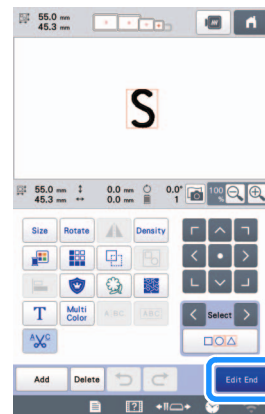 55.0 mm
45.3 mm
S
55.0 mm 0.0 mm 0.0°
45.3 mm 0.0 mm 1
100 %
Size Rotate Density
T Multi Color A/B/C ABC
Select
Add Delete Edit End